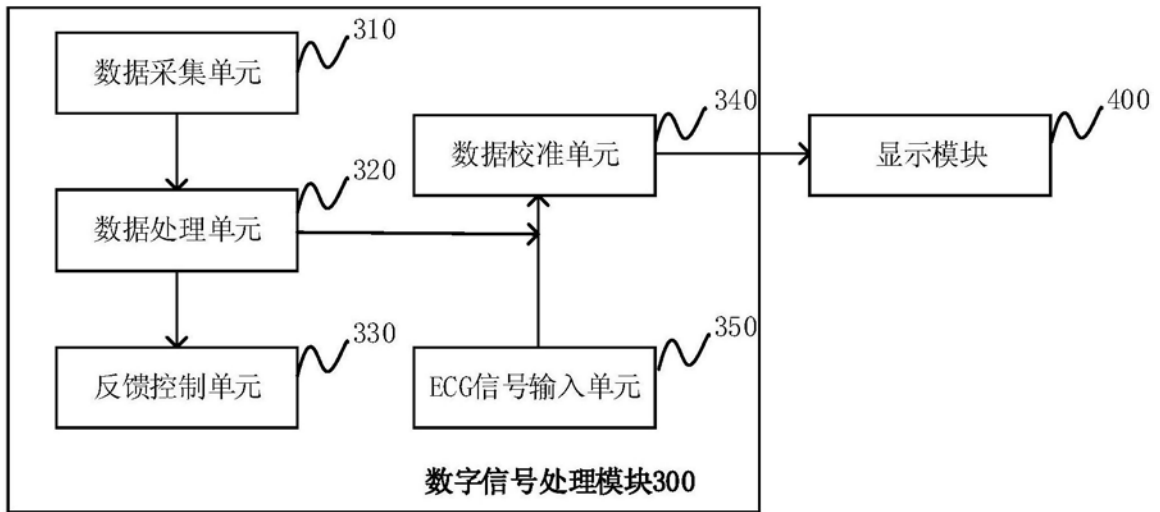 数据采集单元
310
数据处理单元
320
反馈控制单元
330
数据校准单元
340
ECG信号输入单元
350
数字信号处理模块300
显示模块
400